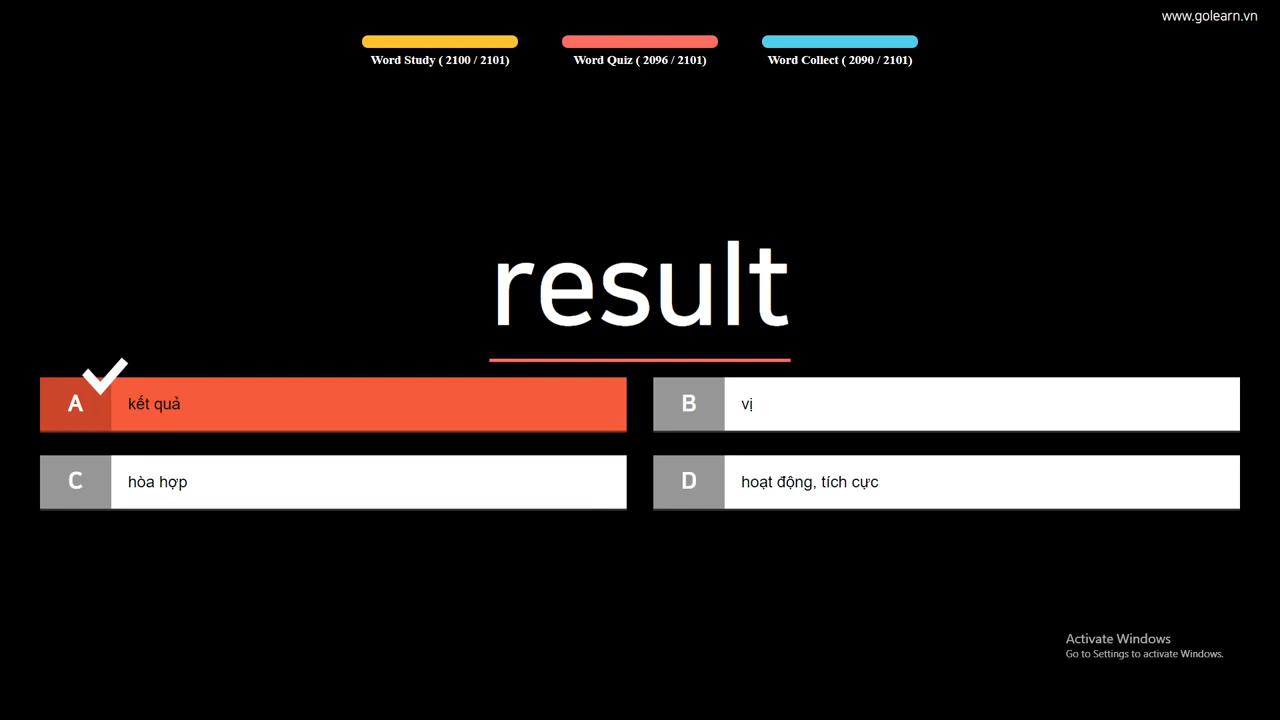 www.golearn.vn
Word Study ( 2100 / 2101)
Word Quiz ( 2096 / 2101)
Word Collect ( 2090 / 2101)
result
A kết quả
B vị
C hòa hợp
D hoạt động, tích cực
Activate Windows
Go to Settings to activate Windows.